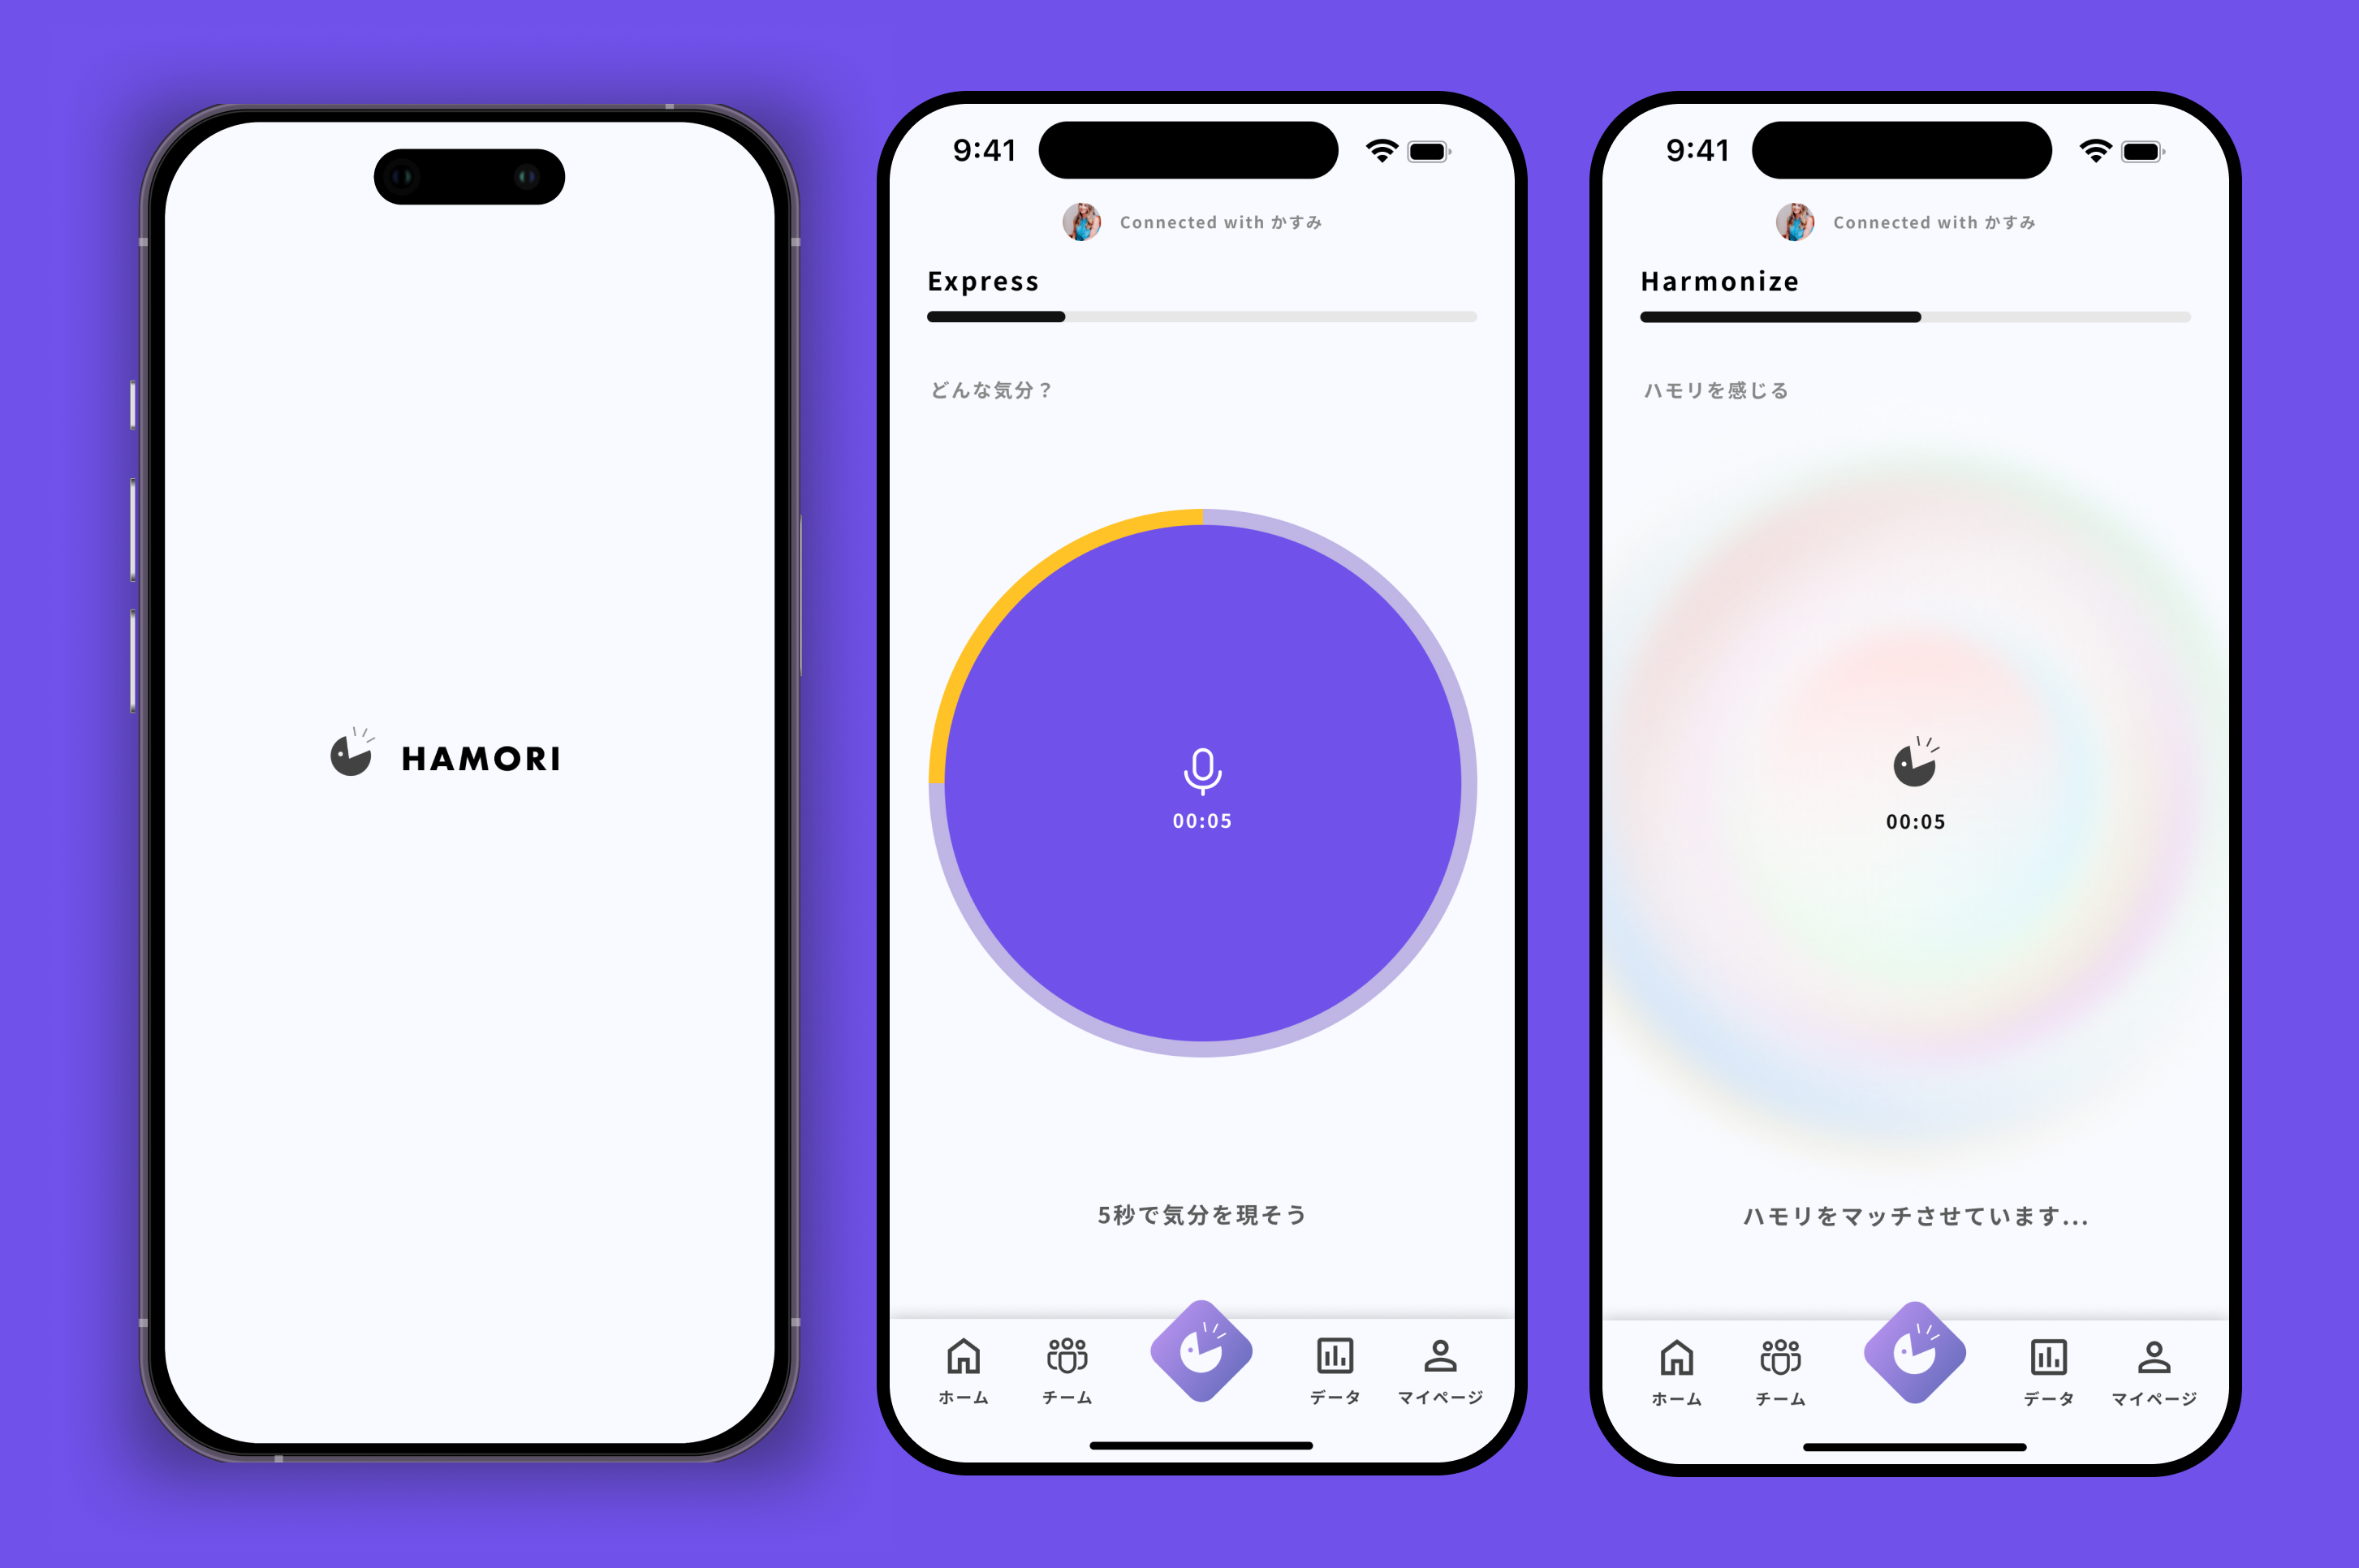 HAMORI
9:41
Connected with かすみ
Express
どんな気分？
00:05
5秒で気分を現そう
ホーム
チーム
データ
マイページ
9:41
Connected with かすみ
Harmonize
ハモリを感じる
00:05
ハモリをマッチさせています...
ホーム
チーム
データ
マイページ